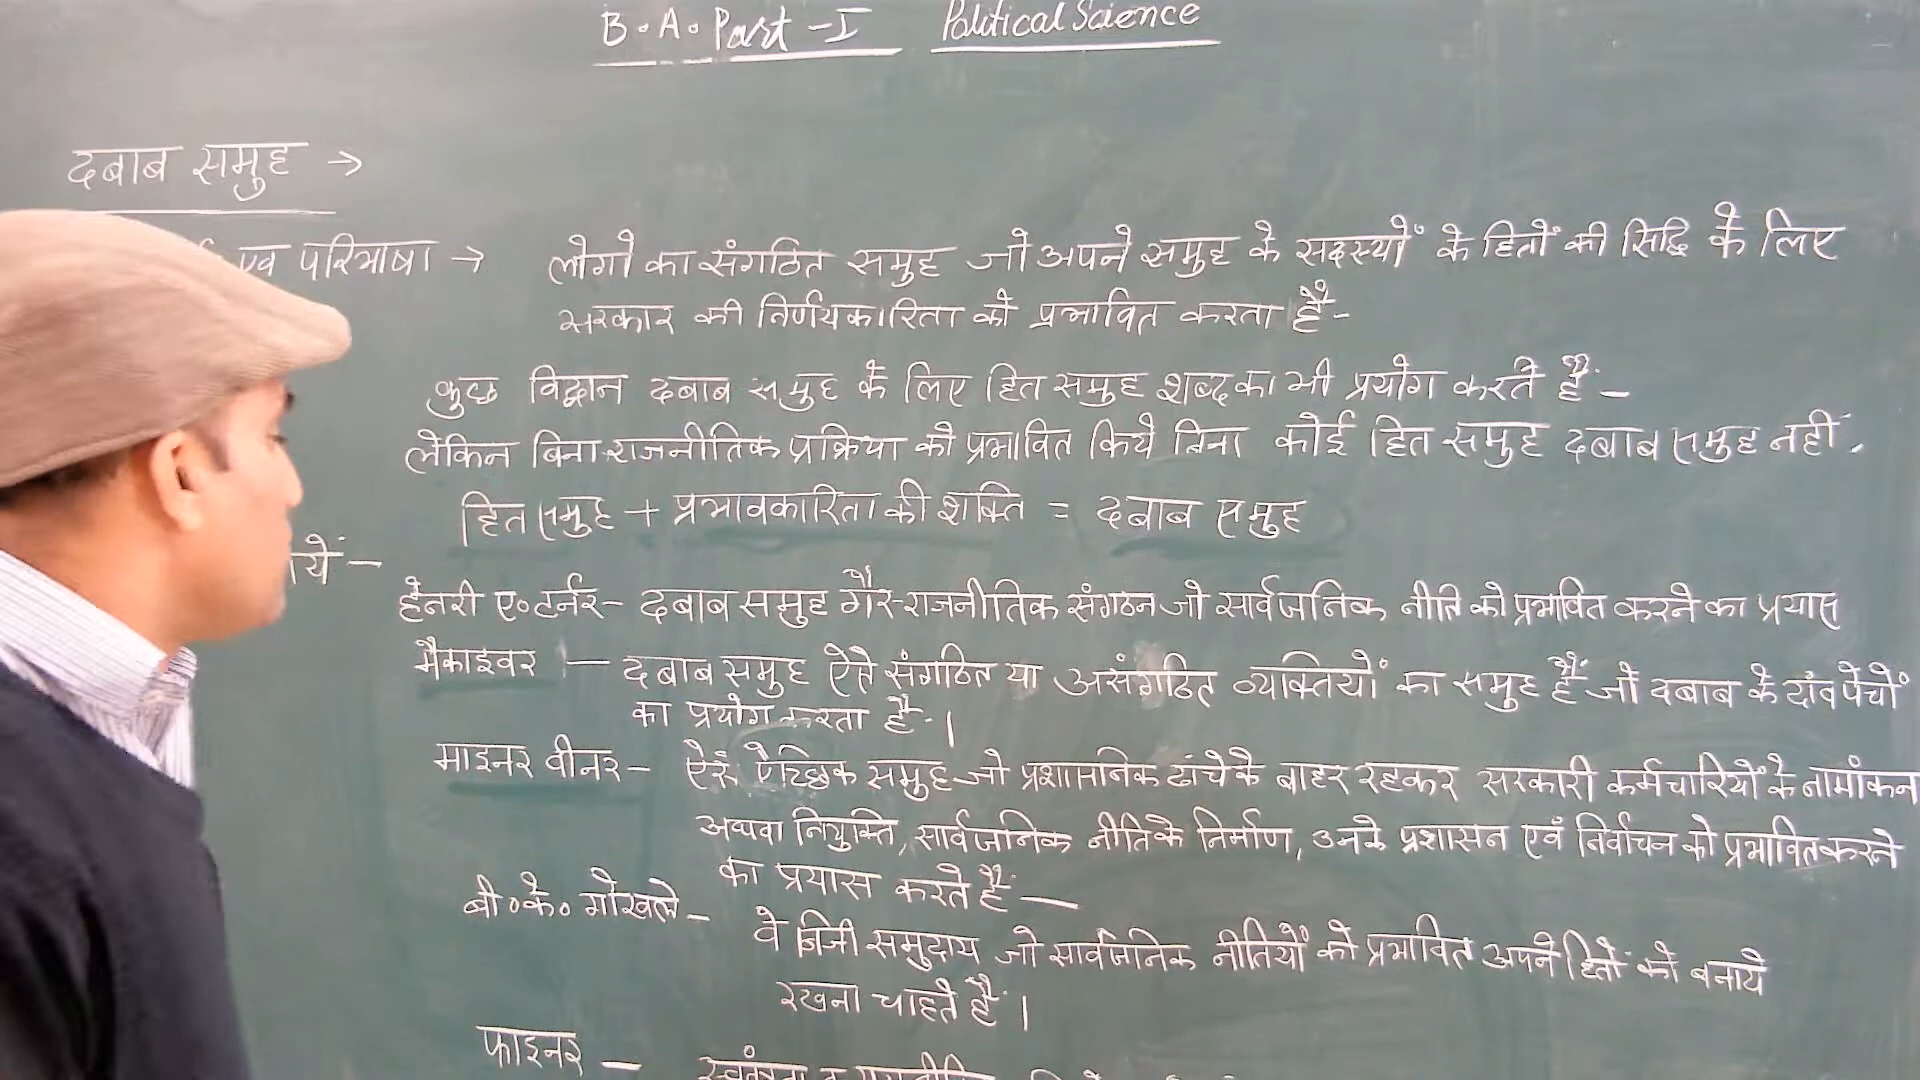 B.A. Part-I Political Science
दबाब समुह →
एव परिभाषा → लोगो का संगठित समुह जो अपने समुह के सदस्यों के हितों की सिद्धि के लिए
सरकार की निर्णयकारिता को प्रभावित करता है-
कुछ विद्वान दबाब समुह के लिए हित समुह शब्द का भी प्रयोग करते हैं-
लेकिन बिना राजनीतिक प्रक्रिया को प्रभावित किये बिना कोई हित समुह दबाब समुह नहीं.
हित समुह + प्रभावकारिता की शक्ति = दबाब समुह
यें-
हेनरी ए० टर्नर- दबाब समुह गैर-राजनीतिक संगठन जो सार्वजनिक नीति को प्रभावित करने का प्रयास
मैकाइवर - दबाब समुह ऐसे संगठित या असंगठित व्यक्तियों का समुह हैं जो दबाब के दांव पेचों
का प्रयोग करता हैं।
माइनर वीनर- ऐसे ऐच्छिक समुह जो प्रशासनिक ढांचे के बाहर रहकर सरकारी कर्मचारियों के नामांकन
अथवा नियुक्ति, सार्वजनिक नीति के निर्माण, उनके प्रशासन एवं निर्वाचन को प्रभावित करने
का प्रयास करते हैं-
बी०के० गोखले- वे निजी समुदाय जो सार्वजनिक नीतियों को प्रभावित अपने हितों को बनाये
रखना चाहते हैं।
फाइनर -